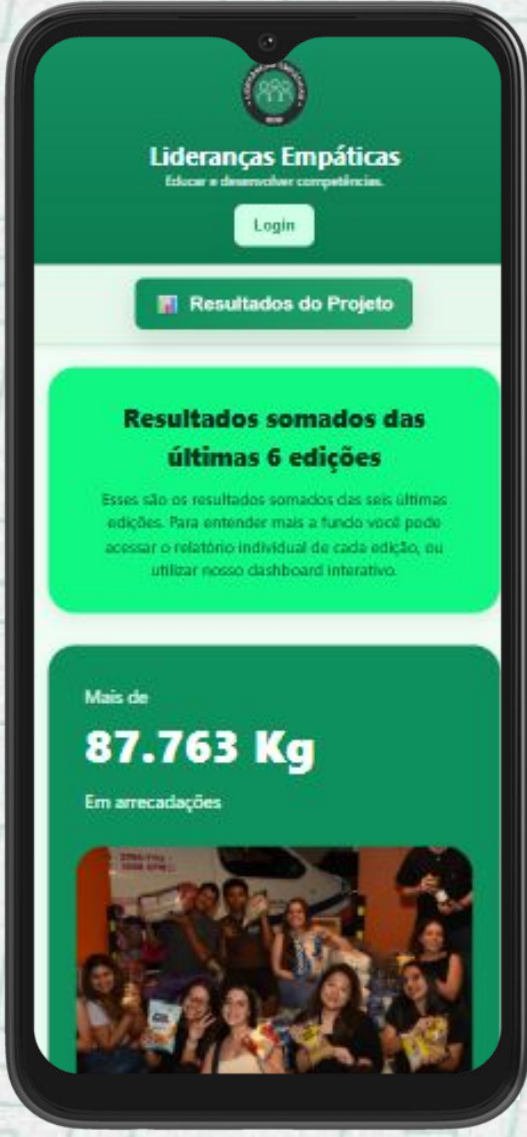 LIDERANÇAS EMPÁTICAS
Lideranças Empáticas
Educar e desenvolver competências.
Login
Resultados do Projeto
Resultados somados das
últimas 6 edições
Esses são os resultados somados das seis últimas
edições. Para entender mais a fundo você pode
acessar o relatório individual de cada edição, ou
utilizar nosso dashboard interativo.
Mais de
87.763 Kg
Em arrecadações